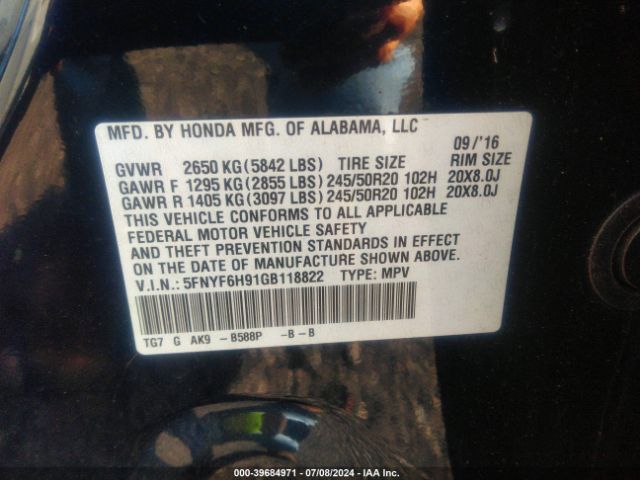 MFD. BY HONDA MFG. OF ALABAMA, LLC 09/'16
GVWR 2650 KG(5842 LBS) TIRE SIZE RIM SIZE
GAWR F 1295 KG(2855 LBS)245/50R20 102H 20X8.0J
GAWR R 1405 KG(3097 LBS)245/50R20 102H 20X8.0J
THIS VEHICLE CONFORMS TO ALL APPLICABLE
FEDERAL MOTOR VEHICLE SAFETY
AND THEFT PREVENTION STANDARDS IN EFFECT
ON THE DATE OF MANUFACTURE SHOWN ABOVE.
V.I.N.: 5FNYF6H91GB118822 TYPE: MPV
TG7 G AK9 -B588P -B-B
000-39684971 - 07/08/2024 - IAA Inc.